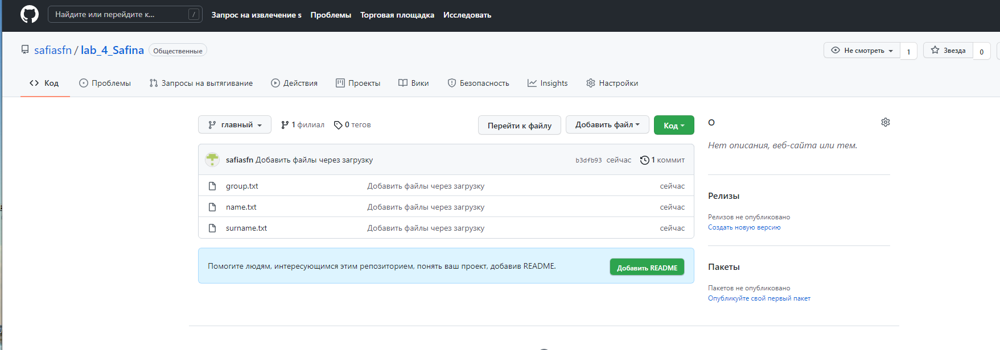 Найдите или перейдите к... /
Запрос на извлечение s Проблемы Торговая площадка Исследовать
safiasfn / lab_4_Safina Общественные
Не смотреть 1 Звезда 0
Код Проблемы Запросы на вытягивание Действия Проекты Вики Безопасность Insights Настройки
главный 1 филиал 0 тегов Перейти к файлу Добавить файл Код
safiasfn Добавить файлы через загрузку b3dfb93 сейчас 1 коммит
group.txt Добавить файлы через загрузку сейчас
name.txt Добавить файлы через загрузку сейчас
surname.txt Добавить файлы через загрузку сейчас
Помогите людям, интересующимся этим репозиторием, понять ваш проект, добавив README. Добавить README
О
Нет описания, веб-сайта или тем.
Релизы
Релизов не опубликовано
Создать новую версию
Пакеты
Пакетов не опубликовано
Опубликуйте свой первый пакет